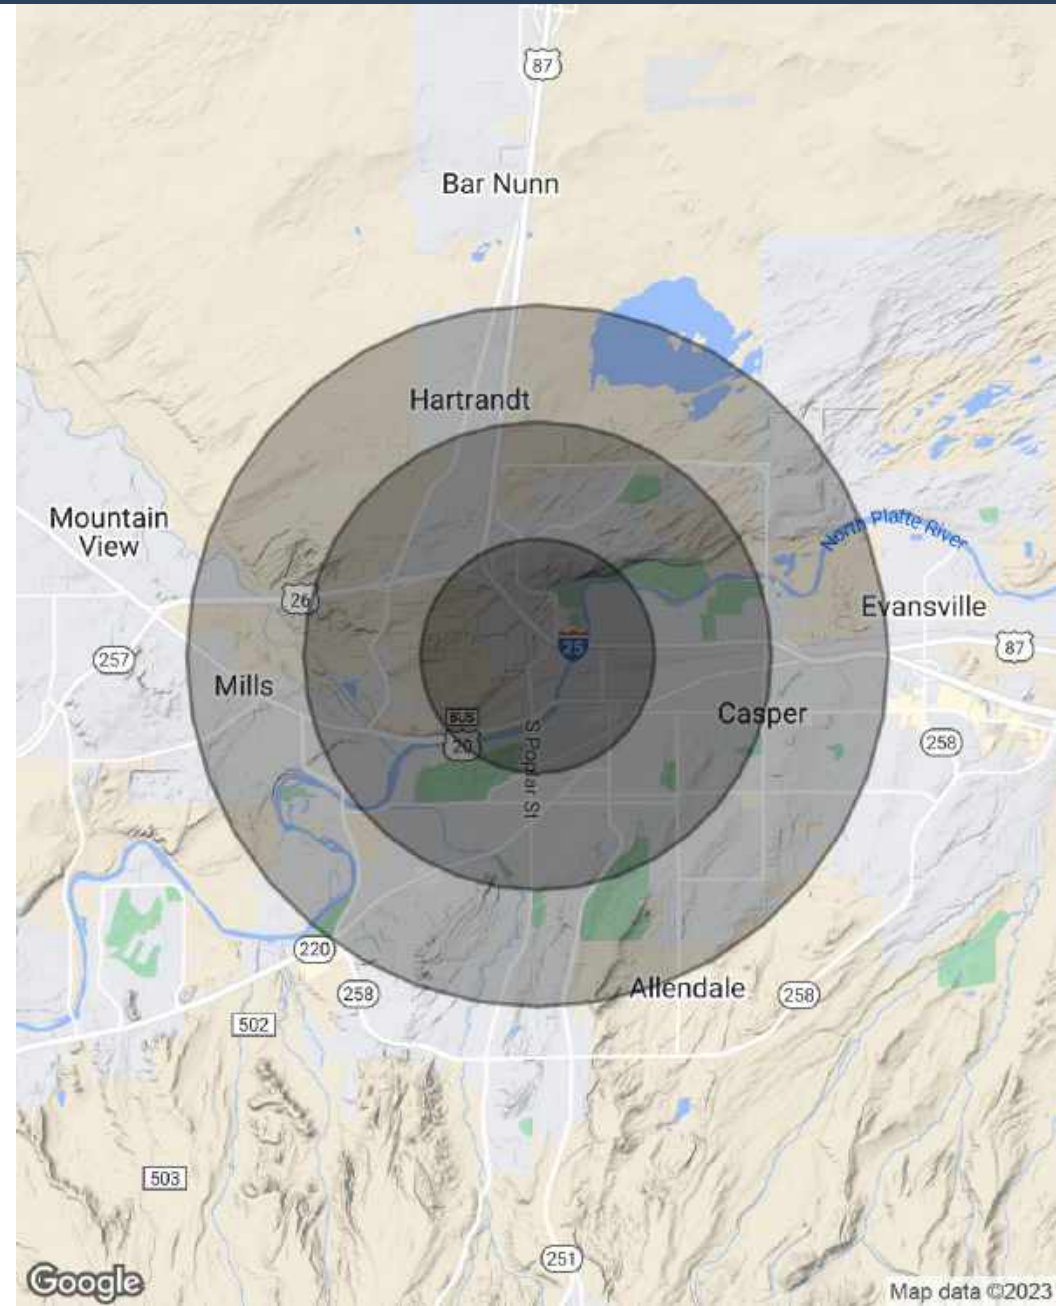 87
Bar Nunn
Hartrandt
Mountain
View
North Platte River
26
Evansville
25
87
257
Mills
BUS
20
S Poplar St
Casper
258
220
Allendale
258
258
502
503
251
Google
Map data ©2023